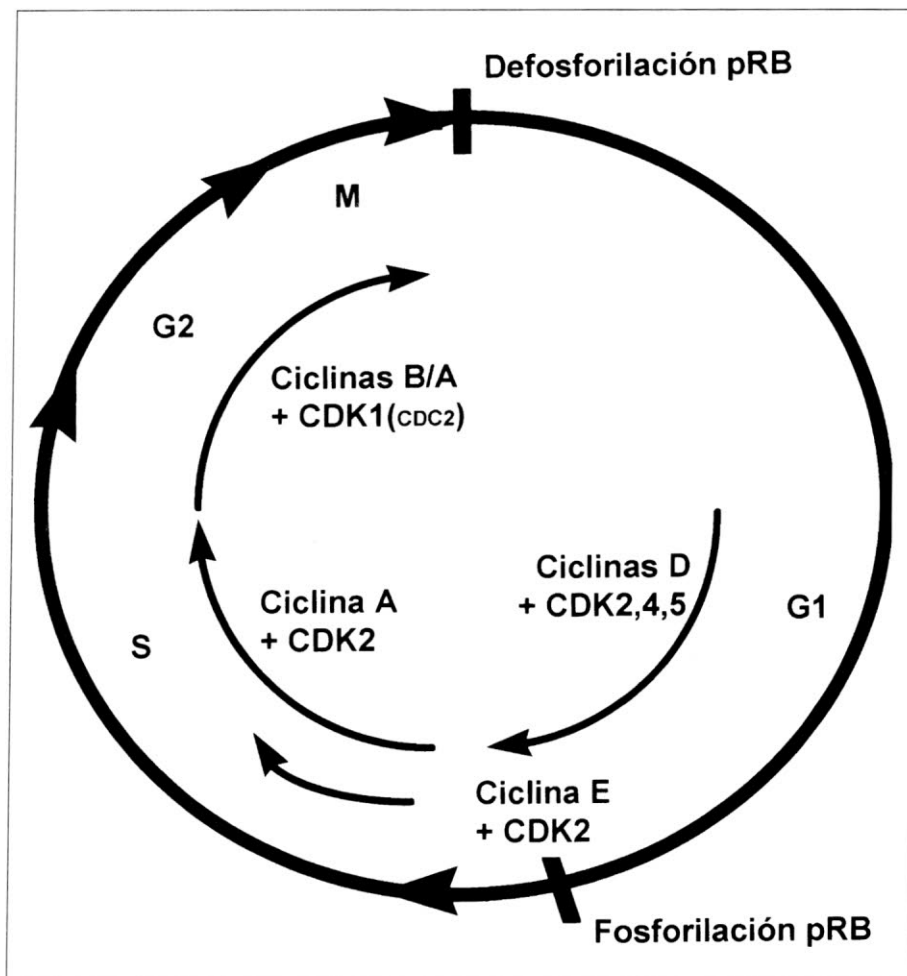 Defosforilación pRB
M
G2
Ciclinas B/A
+ CDK1(CDC2)
Ciclinas D
+ CDK2,4,5
G1
Ciclina A
+ CDK2
S
Ciclina E
+ CDK2
Fosforilación pRB